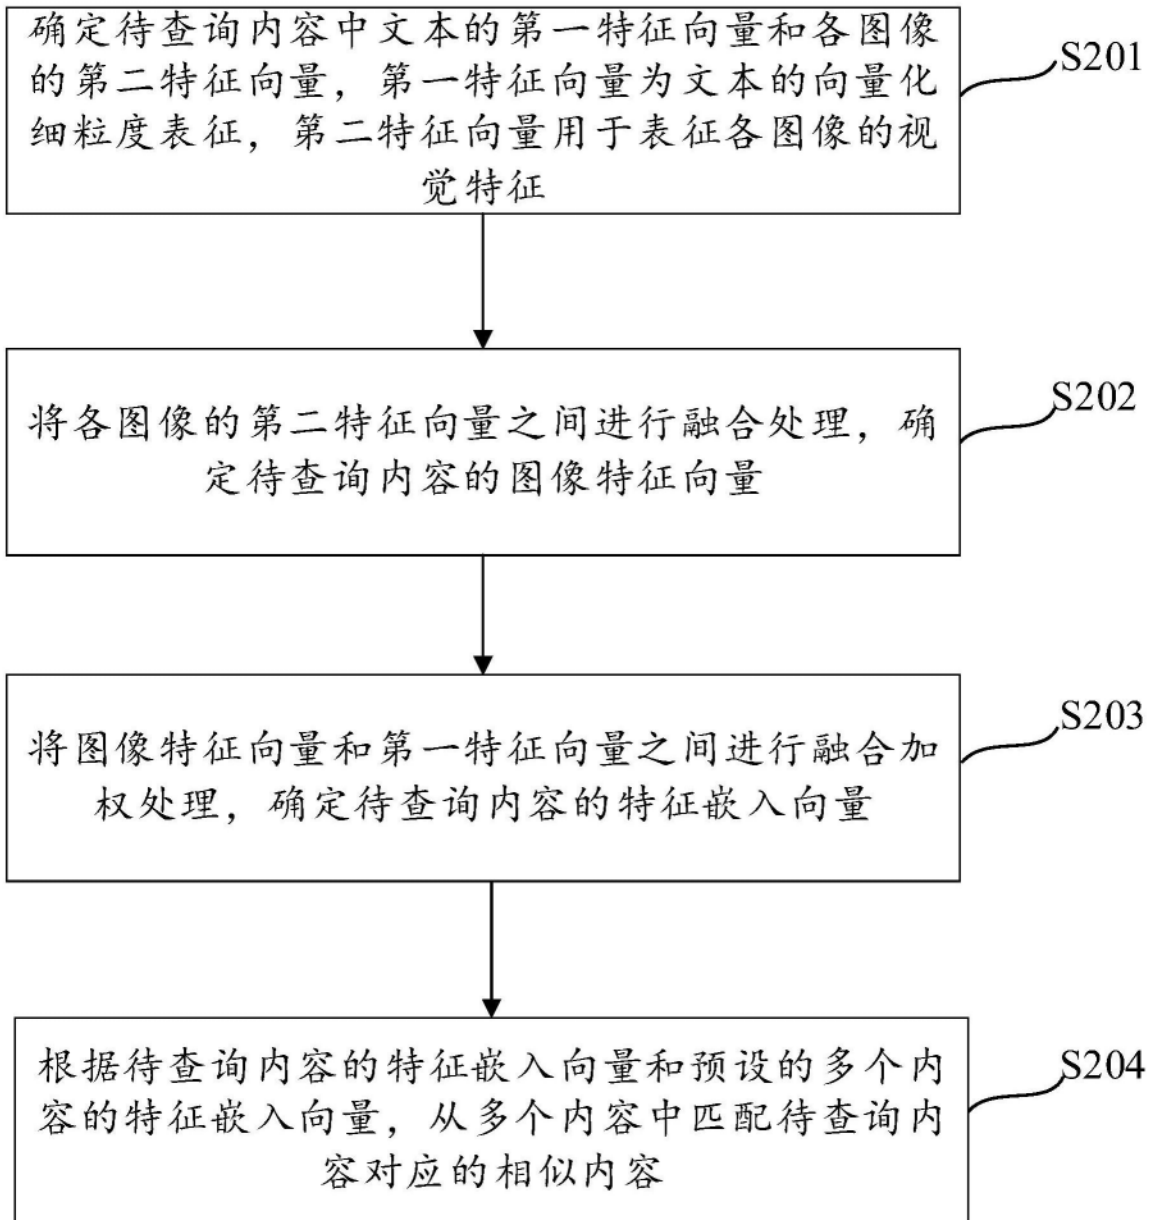 确定待查询内容中文本的第一特征向量和各图像
的第二特征向量，第一特征向量为文本的向量化
细粒度表征，第二特征向量用于表征各图像的视
觉特征
S201
将各图像的第二特征向量之间进行融合处理，确
定待查询内容的图像特征向量
S202
将图像特征向量和第一特征向量之间进行融合加
权处理，确定待查询内容的特征嵌入向量
S203
根据待查询内容的特征嵌入向量和预设的多个内
容的特征嵌入向量，从多个内容中匹配待查询内
容对应的相似内容
S204